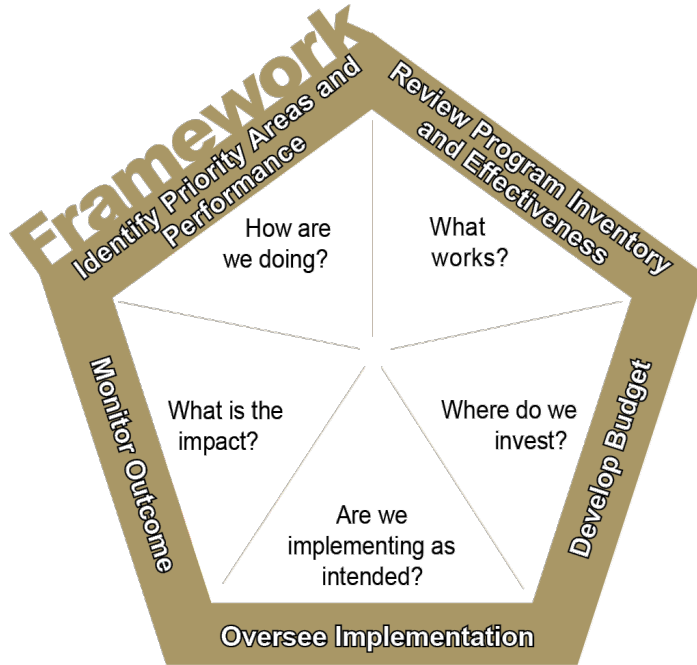 Framework
Identify Priority Areas and
Performance
Review Program Inventory
and Effectiveness
How are
we doing?
What
works?
Monitor Outcome
What is the
impact?
Where do we
invest?
Develop Budget
Are we
implementing as
intended?
Oversee Implementation